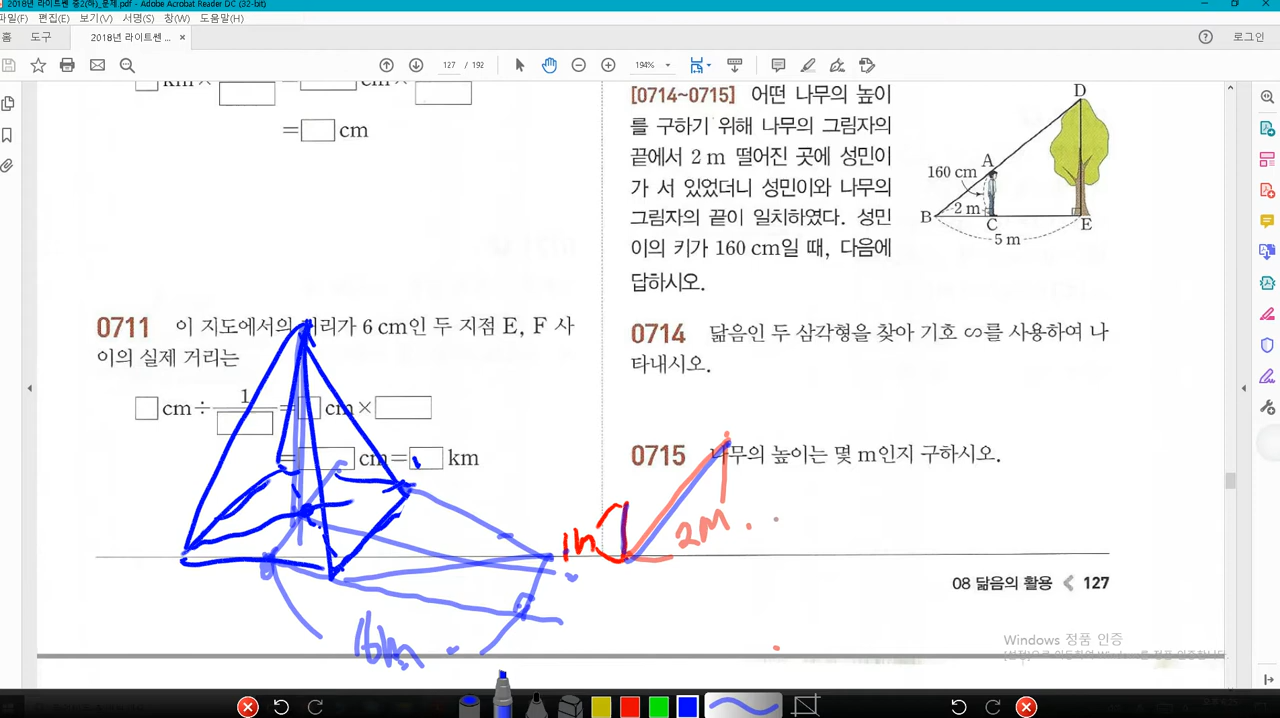 2018년 라이트쎈 중2(하)_문제.pdf - Adobe Acrobat Reader DC (32-bit)
파일(F) 편집(E) 보기(V) 서명(S) 창(W) 도움말(H)
홈 도구 2018년 라이트쎈 ... × 로그인
127 / 192 194%
=□cm
0711 이 지도에서의 거리가 6 cm인 두 지점 E, F 사
이의 실제 거리는
□cm÷1/□=□cm×□
=□cm=□km
16m
[0714~0715] 어떤 나무의 높이
를 구하기 위해 나무의 그림자의
끝에서 2 m 떨어진 곳에 성민이
가 서 있었더니 성민이와 나무의
그림자의 끝이 일치하였다. 성민
이의 키가 160 cm일 때, 다음에
답하시오.
D
A
160 cm
2 m
B C E
5 m
0714 닮음인 두 삼각형을 찾아 기호 ∽를 사용하여 나
타내시오.
0715 나무의 높이는 몇 m인지 구하시오.
1m
2m
08 닮음의 활용 127
Windows 정품 인증